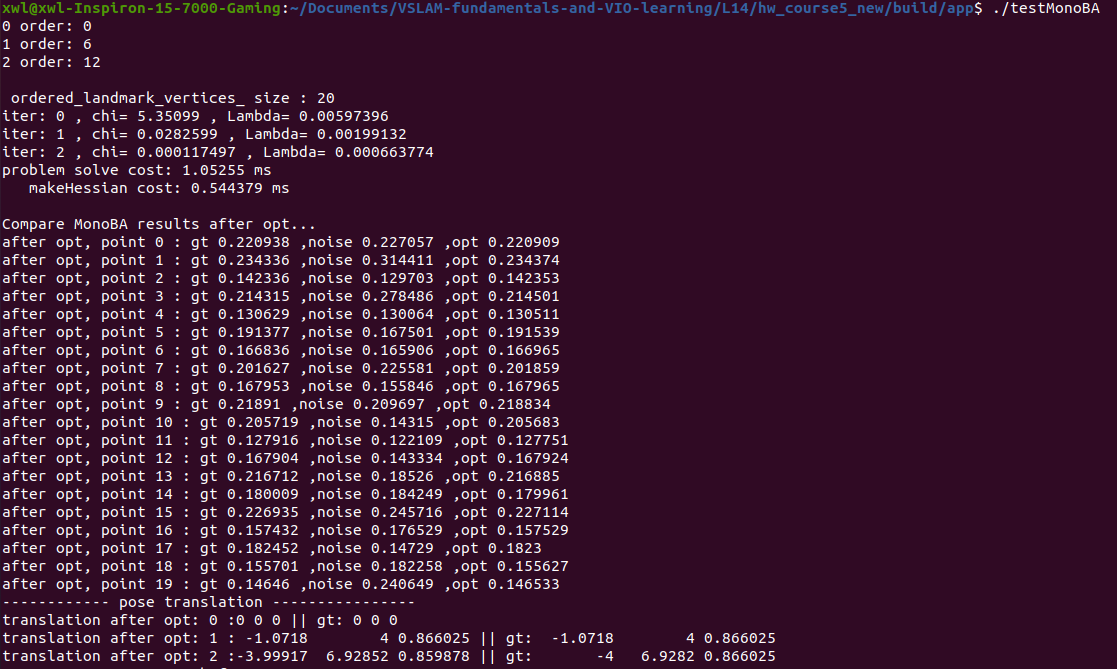 xwl@xwl-Inspiron-15-7000-Gaming:~/Documents/VSLAM-fundamentals-and-VIO-learning/L14/hw_course5_new/build/app$ ./testMonoBA
0 order: 0
1 order: 6
2 order: 12
ordered_landmark_vertices_ size : 20
iter: 0 , chi= 5.35099 , Lambda= 0.00597396
iter: 1 , chi= 0.0282599 , Lambda= 0.00199132
iter: 2 , chi= 0.000117497 , Lambda= 0.000663774
problem solve cost: 1.05255 ms
makeHessian cost: 0.544379 ms
Compare MonoBA results after opt...
after opt, point 0 : gt 0.220938 ,noise 0.227057 ,opt 0.220909
after opt, point 1 : gt 0.234336 ,noise 0.314411 ,opt 0.234374
after opt, point 2 : gt 0.142336 ,noise 0.129703 ,opt 0.142353
after opt, point 3 : gt 0.214315 ,noise 0.278486 ,opt 0.214501
after opt, point 4 : gt 0.130629 ,noise 0.130064 ,opt 0.130511
after opt, point 5 : gt 0.191377 ,noise 0.167501 ,opt 0.191539
after opt, point 6 : gt 0.166836 ,noise 0.165906 ,opt 0.166965
after opt, point 7 : gt 0.201627 ,noise 0.225581 ,opt 0.201859
after opt, point 8 : gt 0.167953 ,noise 0.155846 ,opt 0.167965
after opt, point 9 : gt 0.21891 ,noise 0.209697 ,opt 0.218834
after opt, point 10 : gt 0.205719 ,noise 0.14315 ,opt 0.205683
after opt, point 11 : gt 0.127916 ,noise 0.122109 ,opt 0.127751
after opt, point 12 : gt 0.167904 ,noise 0.143334 ,opt 0.167924
after opt, point 13 : gt 0.216712 ,noise 0.18526 ,opt 0.216885
after opt, point 14 : gt 0.180009 ,noise 0.184249 ,opt 0.179961
after opt, point 15 : gt 0.226935 ,noise 0.245716 ,opt 0.227114
after opt, point 16 : gt 0.157432 ,noise 0.176529 ,opt 0.157529
after opt, point 17 : gt 0.182452 ,noise 0.14729 ,opt 0.1823
after opt, point 18 : gt 0.155701 ,noise 0.182258 ,opt 0.155627
after opt, point 19 : gt 0.14646 ,noise 0.240649 ,opt 0.146533
------------ pose translation ----------------
translation after opt: 0 :0 0 0 || gt: 0 0 0
translation after opt: 1 : -1.0718        4 0.866025 || gt:  -1.0718        4 0.866025
translation after opt: 2 :-3.99917  6.92852 0.859878 || gt:       -4   6.9282 0.866025